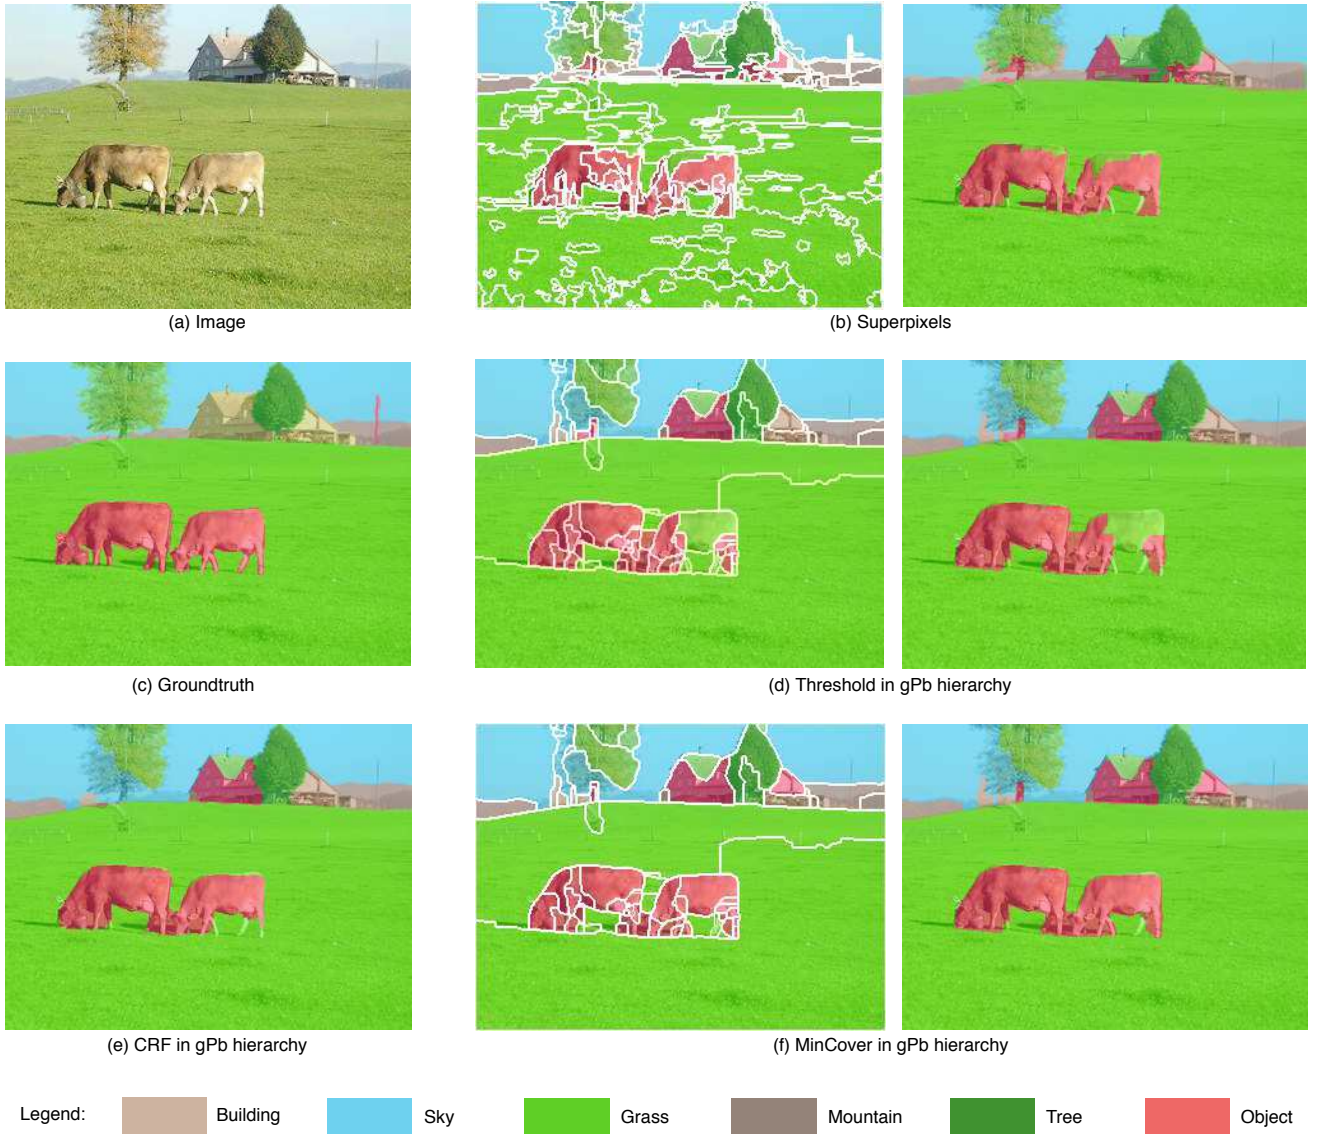 (a) Image
(b) Superpixels
(c) Groundtruth
(d) Threshold in gPb hierarchy
(e) CRF in gPb hierarchy
(f) MinCover in gPb hierarchy
Legend: Building Sky Grass Mountain Tree Object